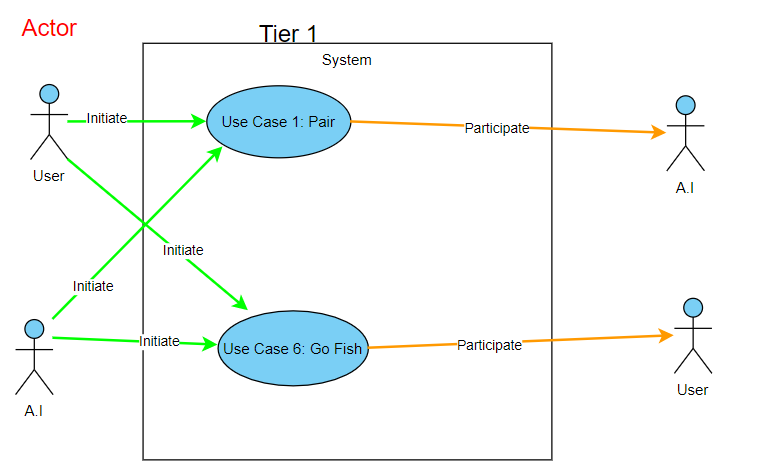 Actor
Tier 1
System
Initiate
Use Case 1: Pair
Participate
User
A.I
Initiate
Initiate
Initiate
Use Case 6: Go Fish
Participate
A.I
User